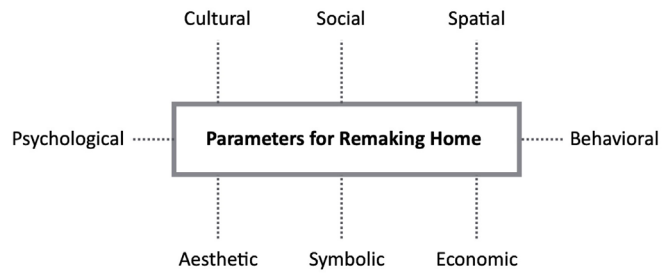 Cultural Social Spatial
Psychological Parameters for Remaking Home Behavioral
Aesthetic Symbolic Economic